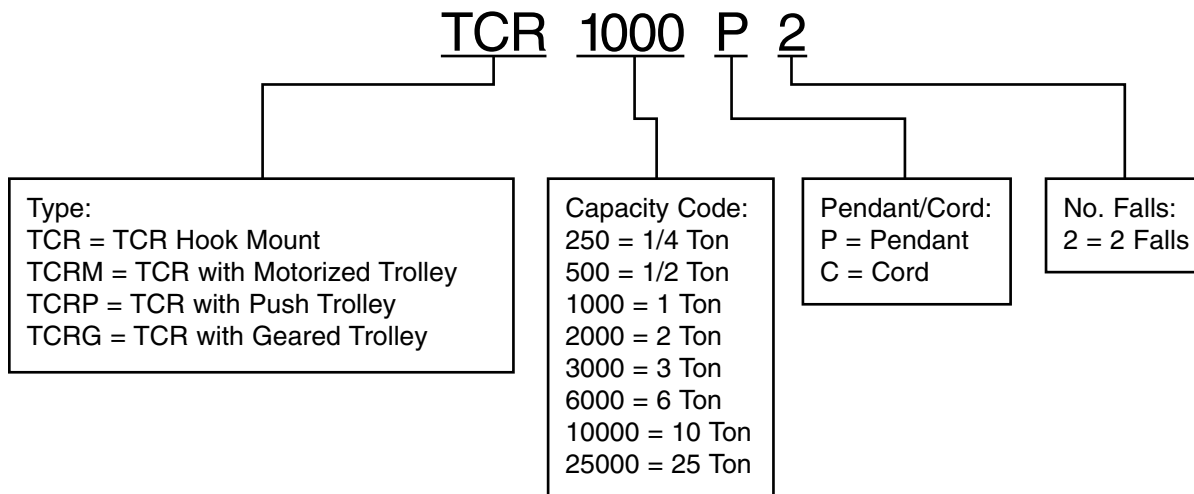 TCR 1000 P 2
Type:
TCR = TCR Hook Mount
TCRM = TCR with Motorized Trolley
TCRP = TCR with Push Trolley
TCRG = TCR with Geared Trolley
Capacity Code:
250 = 1/4 Ton
500 = 1/2 Ton
1000 = 1 Ton
2000 = 2 Ton
3000 = 3 Ton
6000 = 6 Ton
10000 = 10 Ton
25000 = 25 Ton
Pendant/Cord:
P = Pendant
C = Cord
No. Falls:
2 = 2 Falls